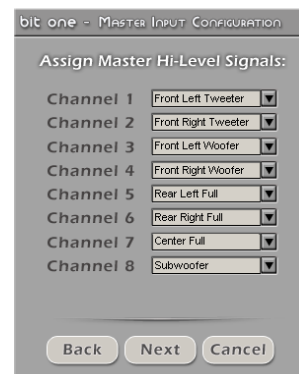 bit one - Master Input Configuration
Assign Master Hi-Level Signals:
Channel 1 Front Left Tweeter
Channel 2 Front Right Tweeter
Channel 3 Front Left Woofer
Channel 4 Front Right Woofer
Channel 5 Rear Left Full
Channel 6 Rear Right Full
Channel 7 Center Full
Channel 8 Subwoofer
Back Next Cancel